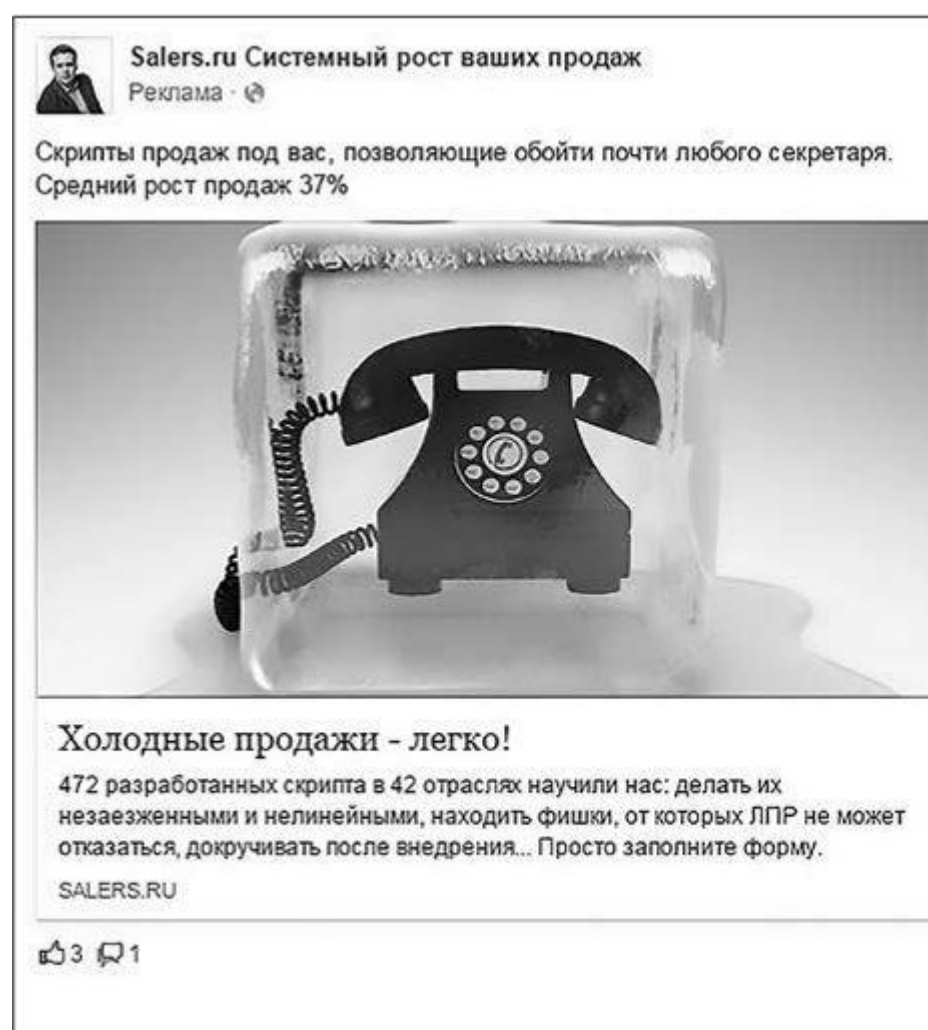 Salers.ru Системный рост ваших продаж
Реклама ·
Скрипты продаж под вас, позволяющие обойти почти любого секретаря.
Средний рост продаж 37%
Холодные продажи - легко!
472 разработанных скрипта в 42 отраслях научили нас: делать их
незаезженными и нелинейными, находить фишки, от которых ЛПР не может
отказаться, докручивать после внедрения... Просто заполните форму.
SALERS.RU
3 1